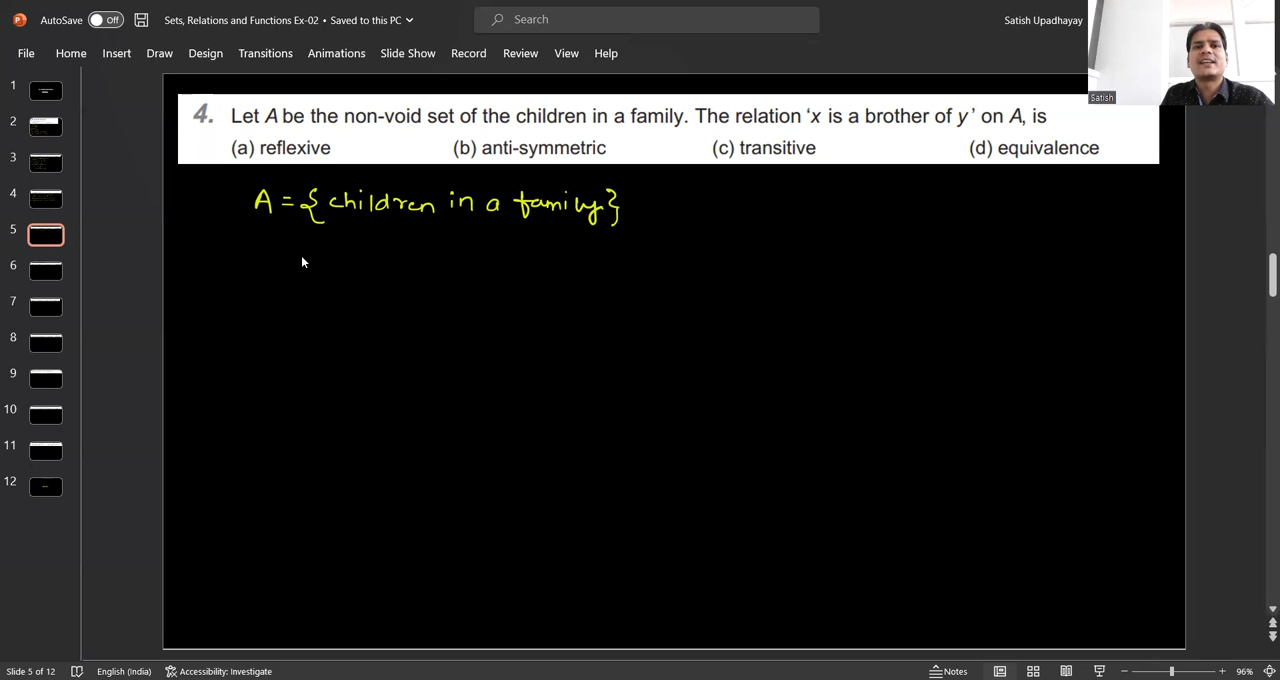 AutoSave Off Sets, Relations and Functions Ex-02 • Saved to this PC Search Satish Upadhayay
File Home Insert Draw Design Transitions Animations Slide Show Record Review View Help
Satish
1
2
3
4
5
6
7
8
9
10
11
12
4. Let A be the non-void set of the children in a family. The relation ‘x is a brother of y’ on A, is
(a) reflexive (b) anti-symmetric (c) transitive (d) equivalence
A = { children in a family }
Slide 5 of 12 English (India) Accessibility: Investigate Notes 96%